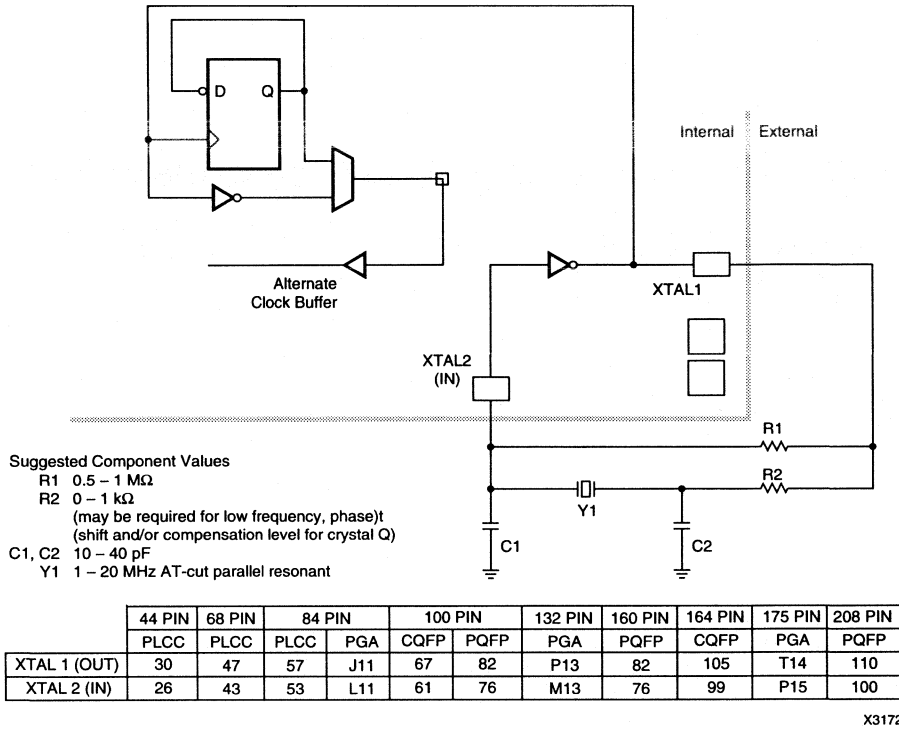 D Q
Internal External
Alternate
Clock Buffer
XTAL1
XTAL2
(IN)
R1
R2
Y1
C1
C2
Suggested Component Values
R1 0.5 – 1 MΩ
R2 0 – 1 kΩ
(may be required for low frequency, phase)t
(shift and/or compensation level for crystal Q)
C1, C2 10 – 40 pF
Y1 1 – 20 MHz AT-cut parallel resonant
44 PIN 68 PIN 84 PIN 100 PIN 132 PIN 160 PIN 164 PIN 175 PIN 208 PIN
PLCC PLCC PLCC PGA CQFP PQFP PGA PQFP CQFP PGA PQFP
XTAL 1 (OUT) 30 47 57 J11 67 82 P13 82 105 T14 110
XTAL 2 (IN) 26 43 53 L11 61 76 M13 76 99 P15 100
X3172